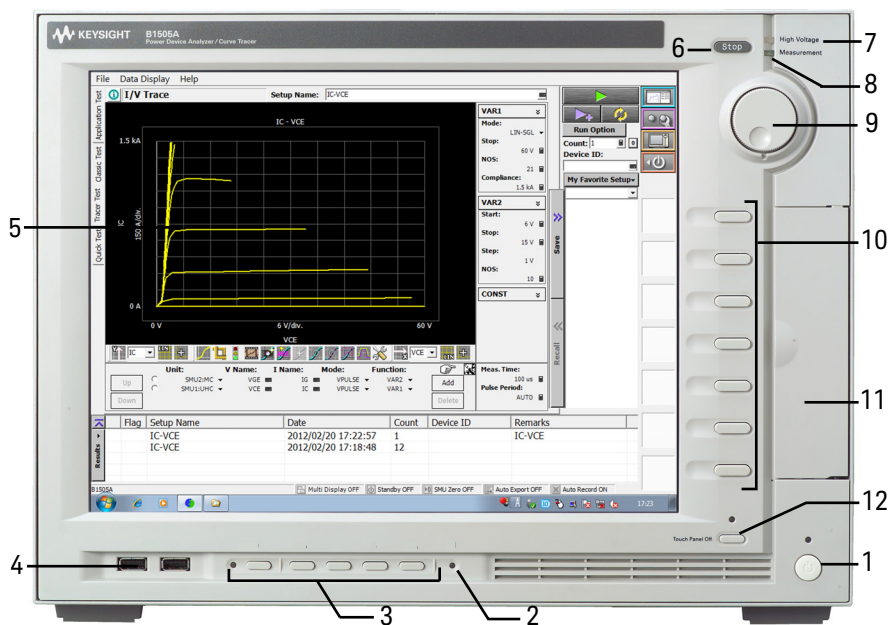 KEYSIGHT B1505A
Power Device Analyzer / Curve Tracer
6 Stop
High Voltage 7
Measurement
8
9
File Data Display Help
I/V Trace Setup Name: IC-VCE
Quick Test Tracer Test Classic Test Application Test
IC - VCE
1.5 kA
IC
150 A/div.
0 A
0 V 6 V/div. 60 V
VCE
VAR1
Mode:
LIN-SGL
Stop:
60 V
NOS:
21
Compliance:
1.5 kA
VAR2
Start:
6 V
Stop:
15 V
Step:
1 V
NOS:
10
CONST
Save
Recall
Run Option
Count: 1 0
Device ID:
My Favorite Setup
5
10
11
IC VCE
Unit: V Name: I Name: Mode: Function:
Up SMU2:MC VGE IG VPULSE VAR2 Add
Down SMU1:UHC VCE IC VPULSE VAR1 Delete
Meas. Time:
100 us
Pulse Period:
AUTO
Results
Flag Setup Name Date Count Device ID Remarks
IC-VCE 2012/02/20 17:22:57 1 IC-VCE
IC-VCE 2012/02/20 17:18:48 12
B1505A Multi Display OFF Standby OFF SMU Zero OFF Auto Export OFF Auto Record ON
17:23
12
Touch Panel Off
4
3
2
1